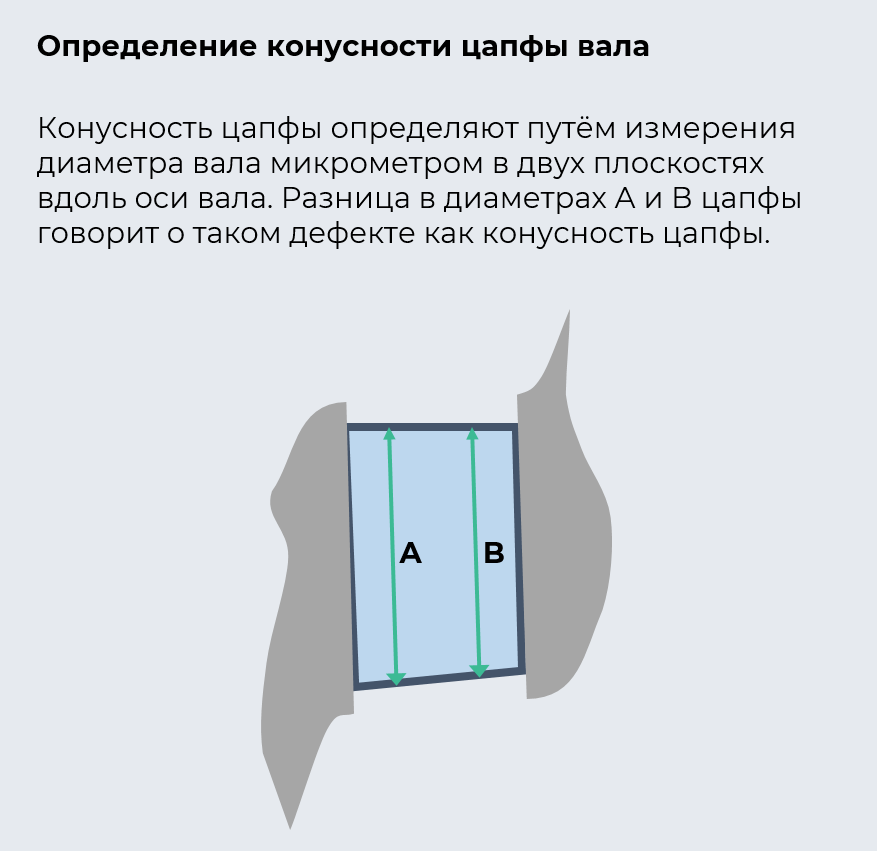 Определение конусности цапфы вала
Конусность цапфы определяют путём измерения
диаметра вала микрометром в двух плоскостях
вдоль оси вала. Разница в диаметрах А и В цапфы
говорит о таком дефекте как конусность цапфы.
А В